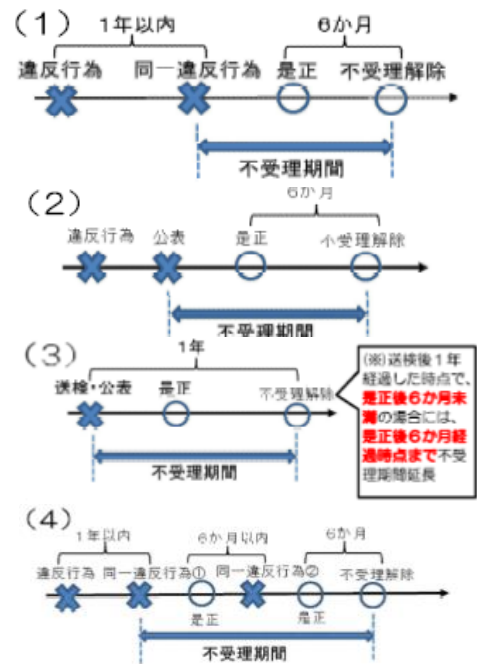 (1)
1年以内
6か月
違反行為 同一違反行為 是正 不受理解除
不受理期間
(2)
6か月
違反行為 公表 是正 不受理解除
不受理期間
(3)
1年
送検・公表 是正 不受理解除
不受理期間
(※)送検後1年
経過した時点で、
是正後6か月未
満の場合には、
是正後6か月経
過時点まで不受
理期間延長
(4)
1年以内 6か月以内 6か月
違反行為 同一違反行為① 同一違反行為② 不受理解除
是正 是正
不受理期間